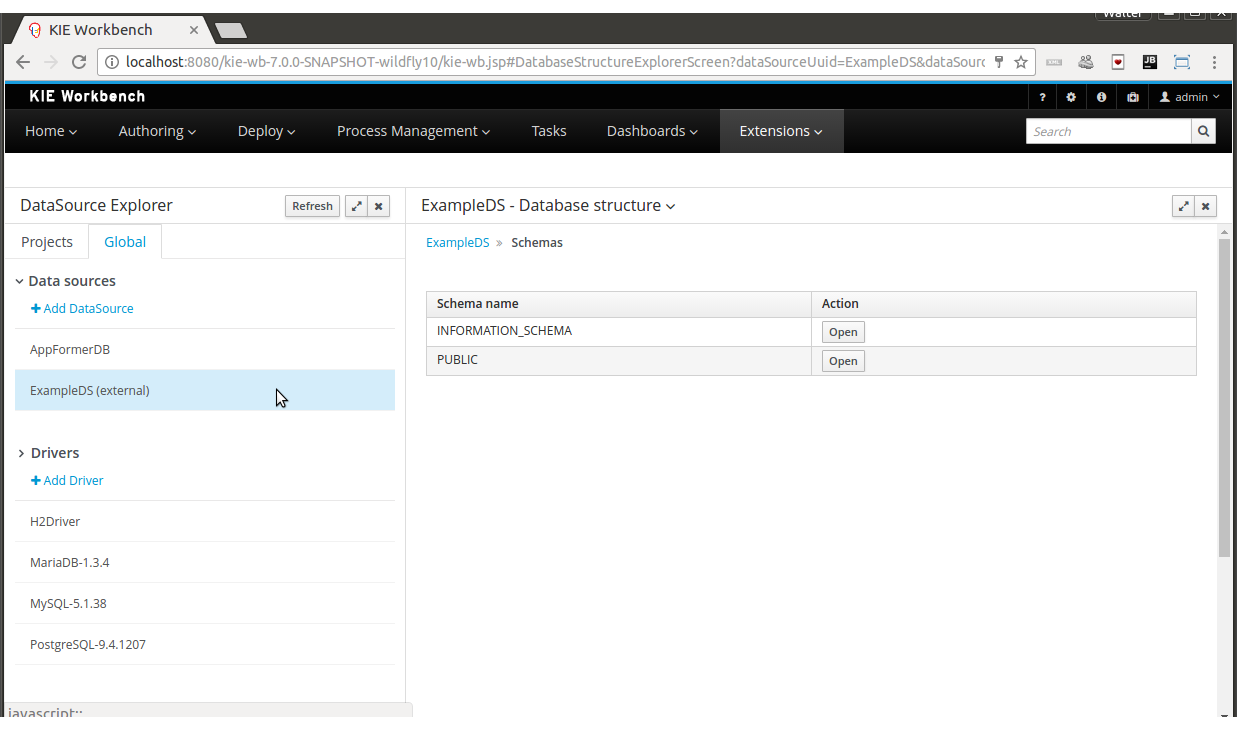 Walter
KIE Workbench
localhost:8080/kie-wb-7.0.0-SNAPSHOT-wildfly10/kie-wb.jsp#DatabaseStructureExplorerScreen?dataSourceUuid=ExampleDS&dataSourc
JB
KIE Workbench
? admin
Home Authoring Deploy Process Management Tasks Dashboards Extensions Search
DataSource Explorer Refresh
ExampleDS - Database structure
Projects Global
ExampleDS » Schemas
Data sources
+ Add DataSource
Schema name Action
INFORMATION_SCHEMA Open
AppFormerDB
PUBLIC Open
ExampleDS (external)
Drivers
+ Add Driver
H2Driver
MariaDB-1.3.4
MySQL-5.1.38
PostgreSQL-9.4.1207
javascript:;